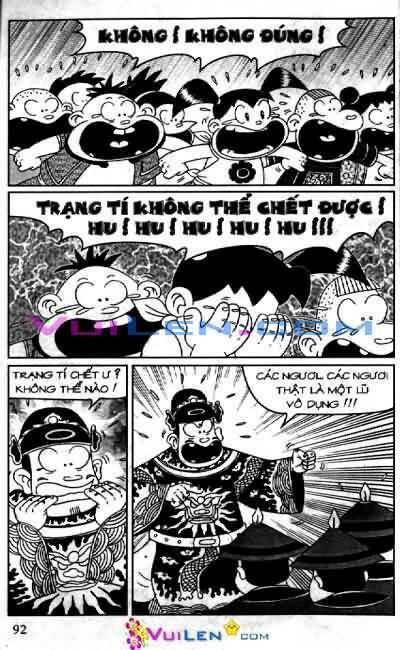 KHÔNG! KHÔNG ĐÚNG!
TRẠNG TÍ KHÔNG THỂ CHẾT ĐƯỢC!
HU! HU! HU! HU! HU!!!
VUILEN.COM
TRẠNG TÍ CHẾT Ư?
KHÔNG THỂ NÀO!
CÁC NGƯƠI, CÁC NGƯƠI
THẬT LÀ MỘT LŨ
VÔ DỤNG!!!
92
VUILEN.COM